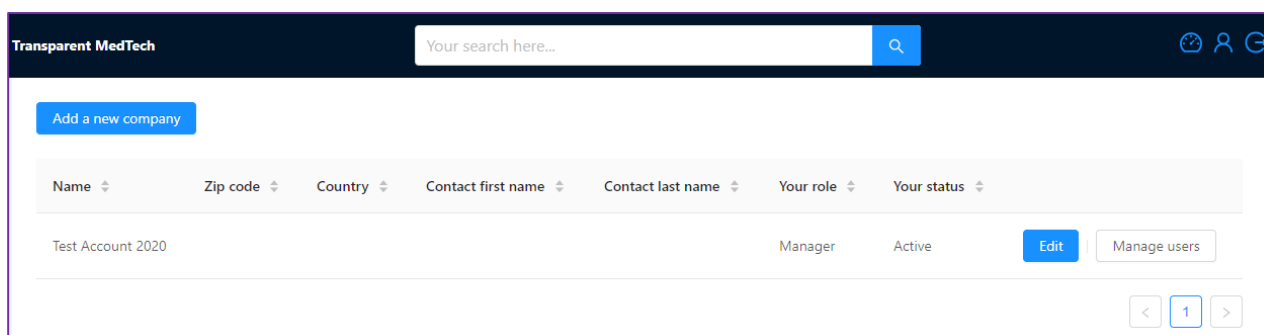 Transparent MedTech Your search here...
Add a new company
Name Zip code Country Contact first name Contact last name Your role Your status
Test Account 2020 Manager Active Edit Manage users
< 1 >